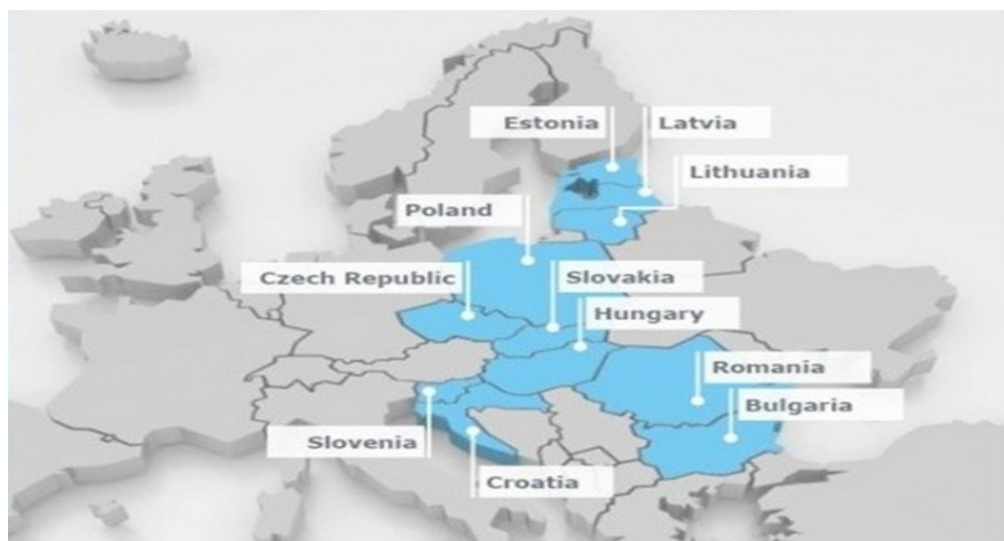 Estonia
Latvia
Lithuania
Poland
Czech Republic
Slovakia
Hungary
Romania
Bulgaria
Slovenia
Croatia